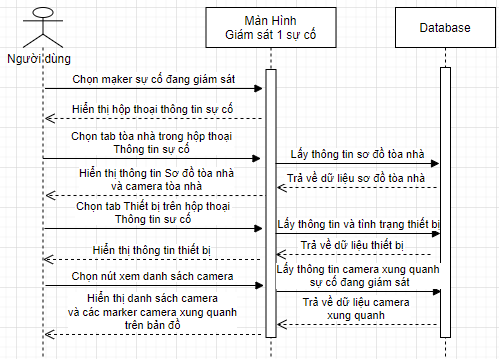 Màn Hình
Giám sát 1 sự cố
Database
Người dùng
Chọn maker sự cố đang giám sát
Hiển thị hộp thoại thông tin sự cố
Chọn tab tòa nhà trong hộp thoại
Thông tin sự cố
Lấy thông tin sơ đồ tòa nhà
Hiển thị thông tin Sơ đồ tòa nhà
và camera tòa nhà
Trả về dữ liệu sơ đồ tòa nhà
Chọn tab Thiết bị trên hộp thoại
Thông tin sự cố
Lấy thông tin và tình trạng thiết bị
Hiển thị thông tin thiết bị
Trả về dữ liệu thiết bị
Chọn nút xem danh sách camera
Lấy thông tin camera xung quanh
sự cố đang giám sát
Hiển thị danh sách camera
và các marker camera xung quanh
trên bản đồ
Trả về dữ liệu camera
xung quanh